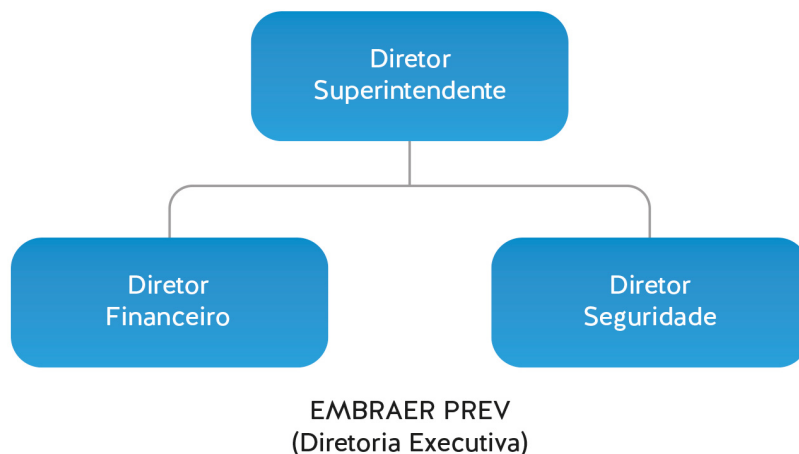 Diretor
Superintendente
Diretor
Financeiro
Diretor
Seguridade
EMBRAER PREV
(Diretoria Executiva)